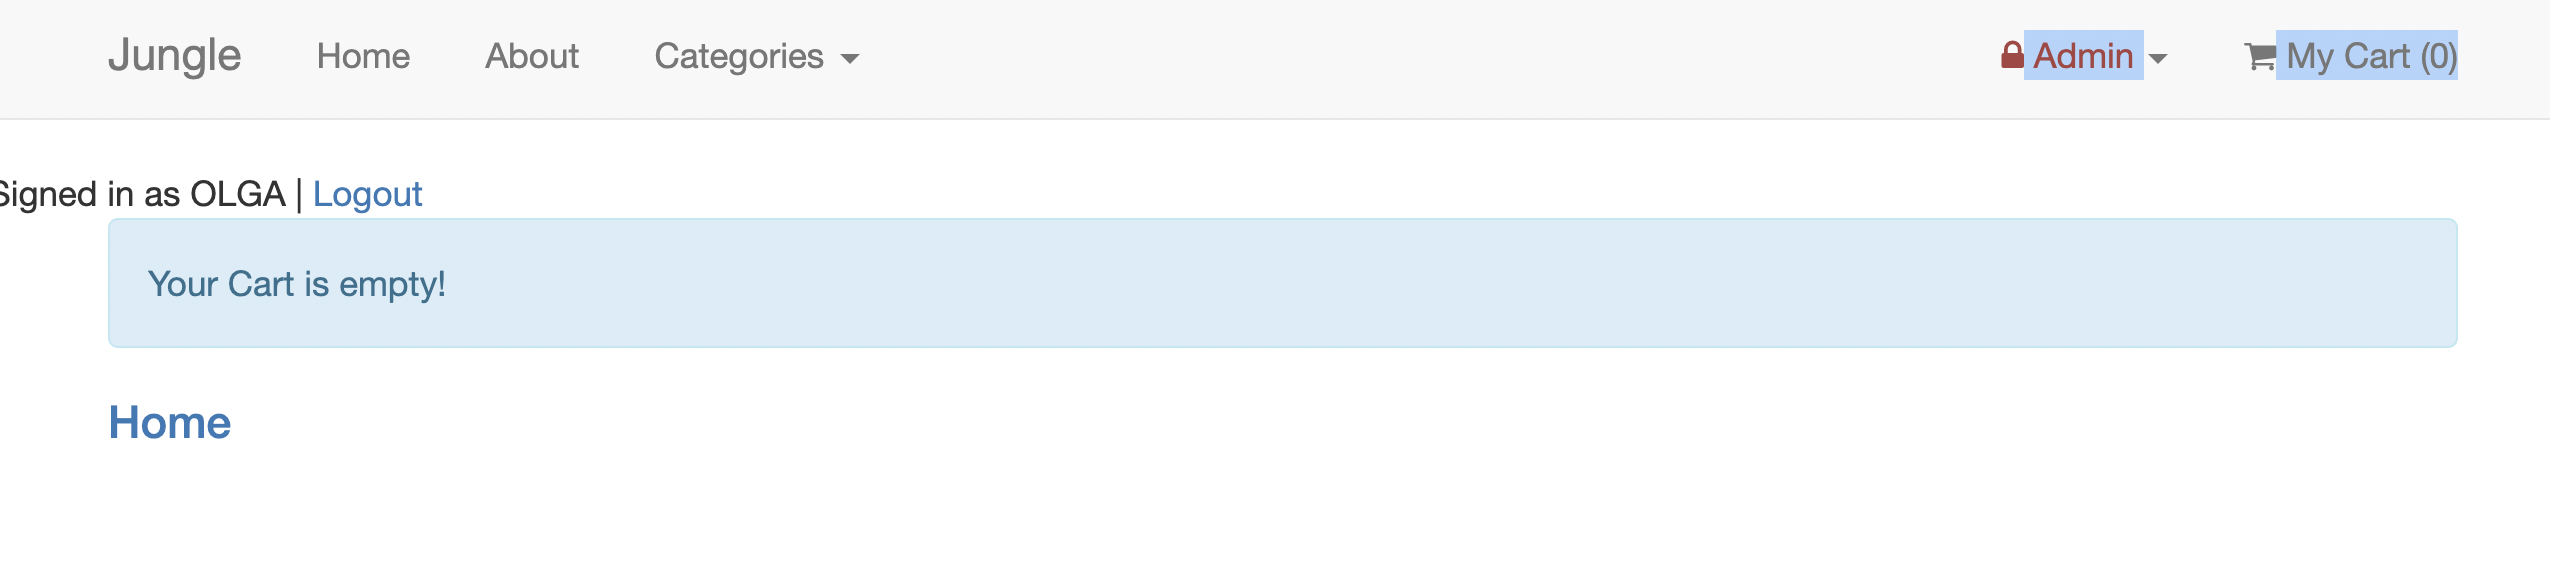 Jungle Home About Categories Admin My Cart (0)
Signed in as OLGA | Logout
Your Cart is empty!
Home